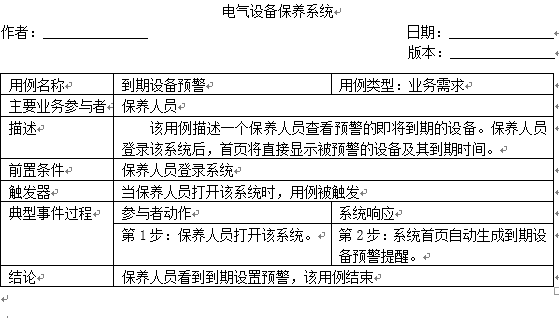 电气设备保养系统
作者： 日期：
版本：
用例名称 到期设备预警 用例类型：业务需求
主要业务参与者 保养人员
描述 该用例描述一个保养人员查看预警的即将到期的设备。保养人员
登录该系统后，首页将直接显示被预警的设备及其到期时间。
前置条件 保养人员登录系统
触发器 当保养人员打开该系统时，用例被触发
典型事件过程 参与者动作 系统响应
第 1 步：保养人员打开该系统。 第 2 步：系统首页自动生成到期设
备预警提醒。
结论 保养人员看到到期设置预警，该用例结束